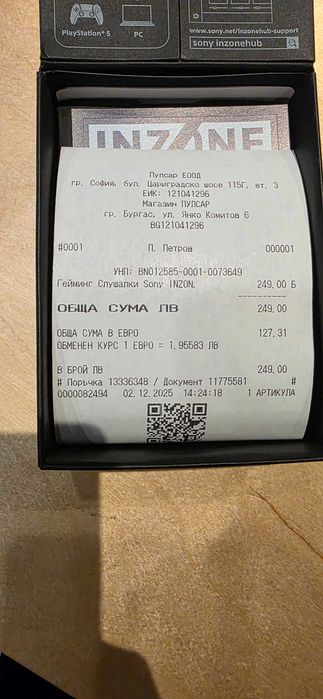 PlayStation® 5
PC
www.sony.net/inzonehub-support
sony inzonehub
INZONE
Пулсар ЕООД
гр. София, бул. Цариградско шосе 115Г, ет. 3
ЕИК: 121041296
Магазин ПУЛСАР
гр. Бургас, ул. Янко Комитов 6
BG121041296
#0001 П. Петров 000001
УНП: BN012585-0001-0073649
Гейминг Слушалки Sony INZON. 249,00 Б
ОБЩА СУМА ЛВ 249,00
ОБЩА СУМА В ЕВРО 127,31
ОБМЕНЕН КУРС 1 ЕВРО = 1,95583 ЛВ
В БРОЙ ЛВ 249,00
# Поръчка 13336348 / Документ 11775581 #
0000082494 02.12.2025 14:24:18 1 АРТИКУЛА